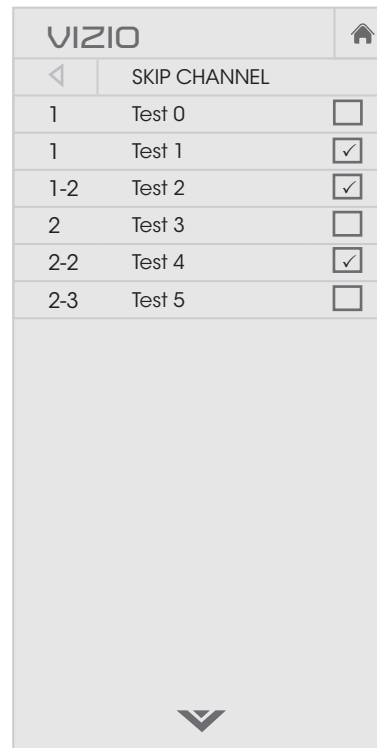 VIZIO
SKIP CHANNEL
1 Test 0
1 Test 1
1-2 Test 2
2 Test 3
2-2 Test 4
2-3 Test 5